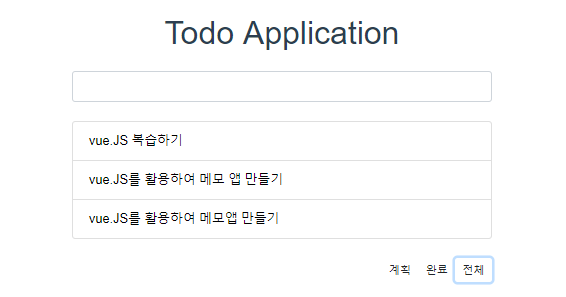 Todo Application
vue.JS 복습하기
vue.JS를 활용하여 메모 앱 만들기
vue.JS를 활용하여 메모앱 만들기
계획 완료 전체